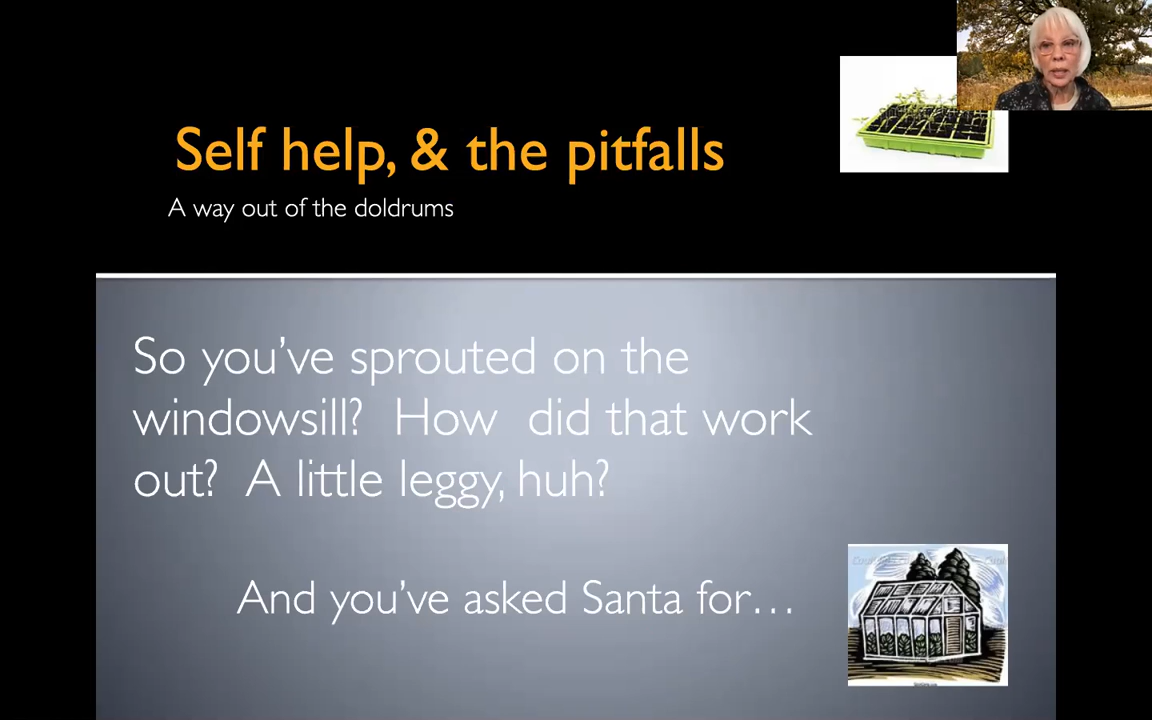 Self help, & the pitfalls
A way out of the doldrums
So you've sprouted on the
windowsill?  How  did that work
out?  A little leggy, huh?
And you've asked Santa for…